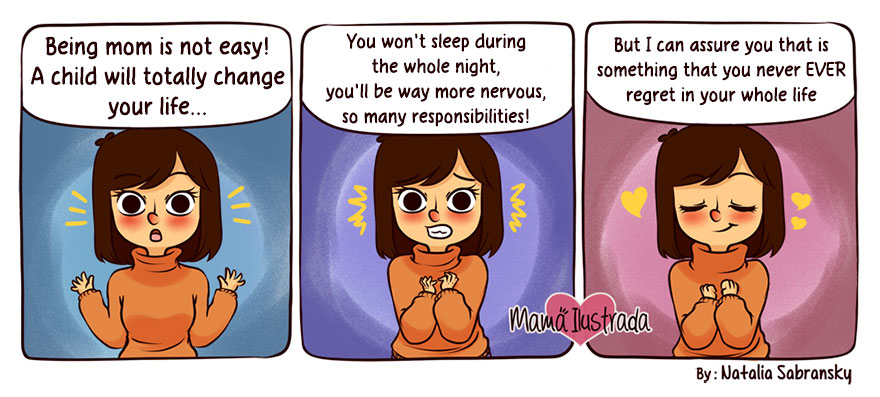 Being mom is not easy!
A child will totally change
your life...
You won't sleep during
the whole night,
you'll be way more nervous,
so many responsibilities!
But I can assure you that is
something that you never EVER
regret in your whole life
Mamá Ilustrada
By: Natalia Sabransky